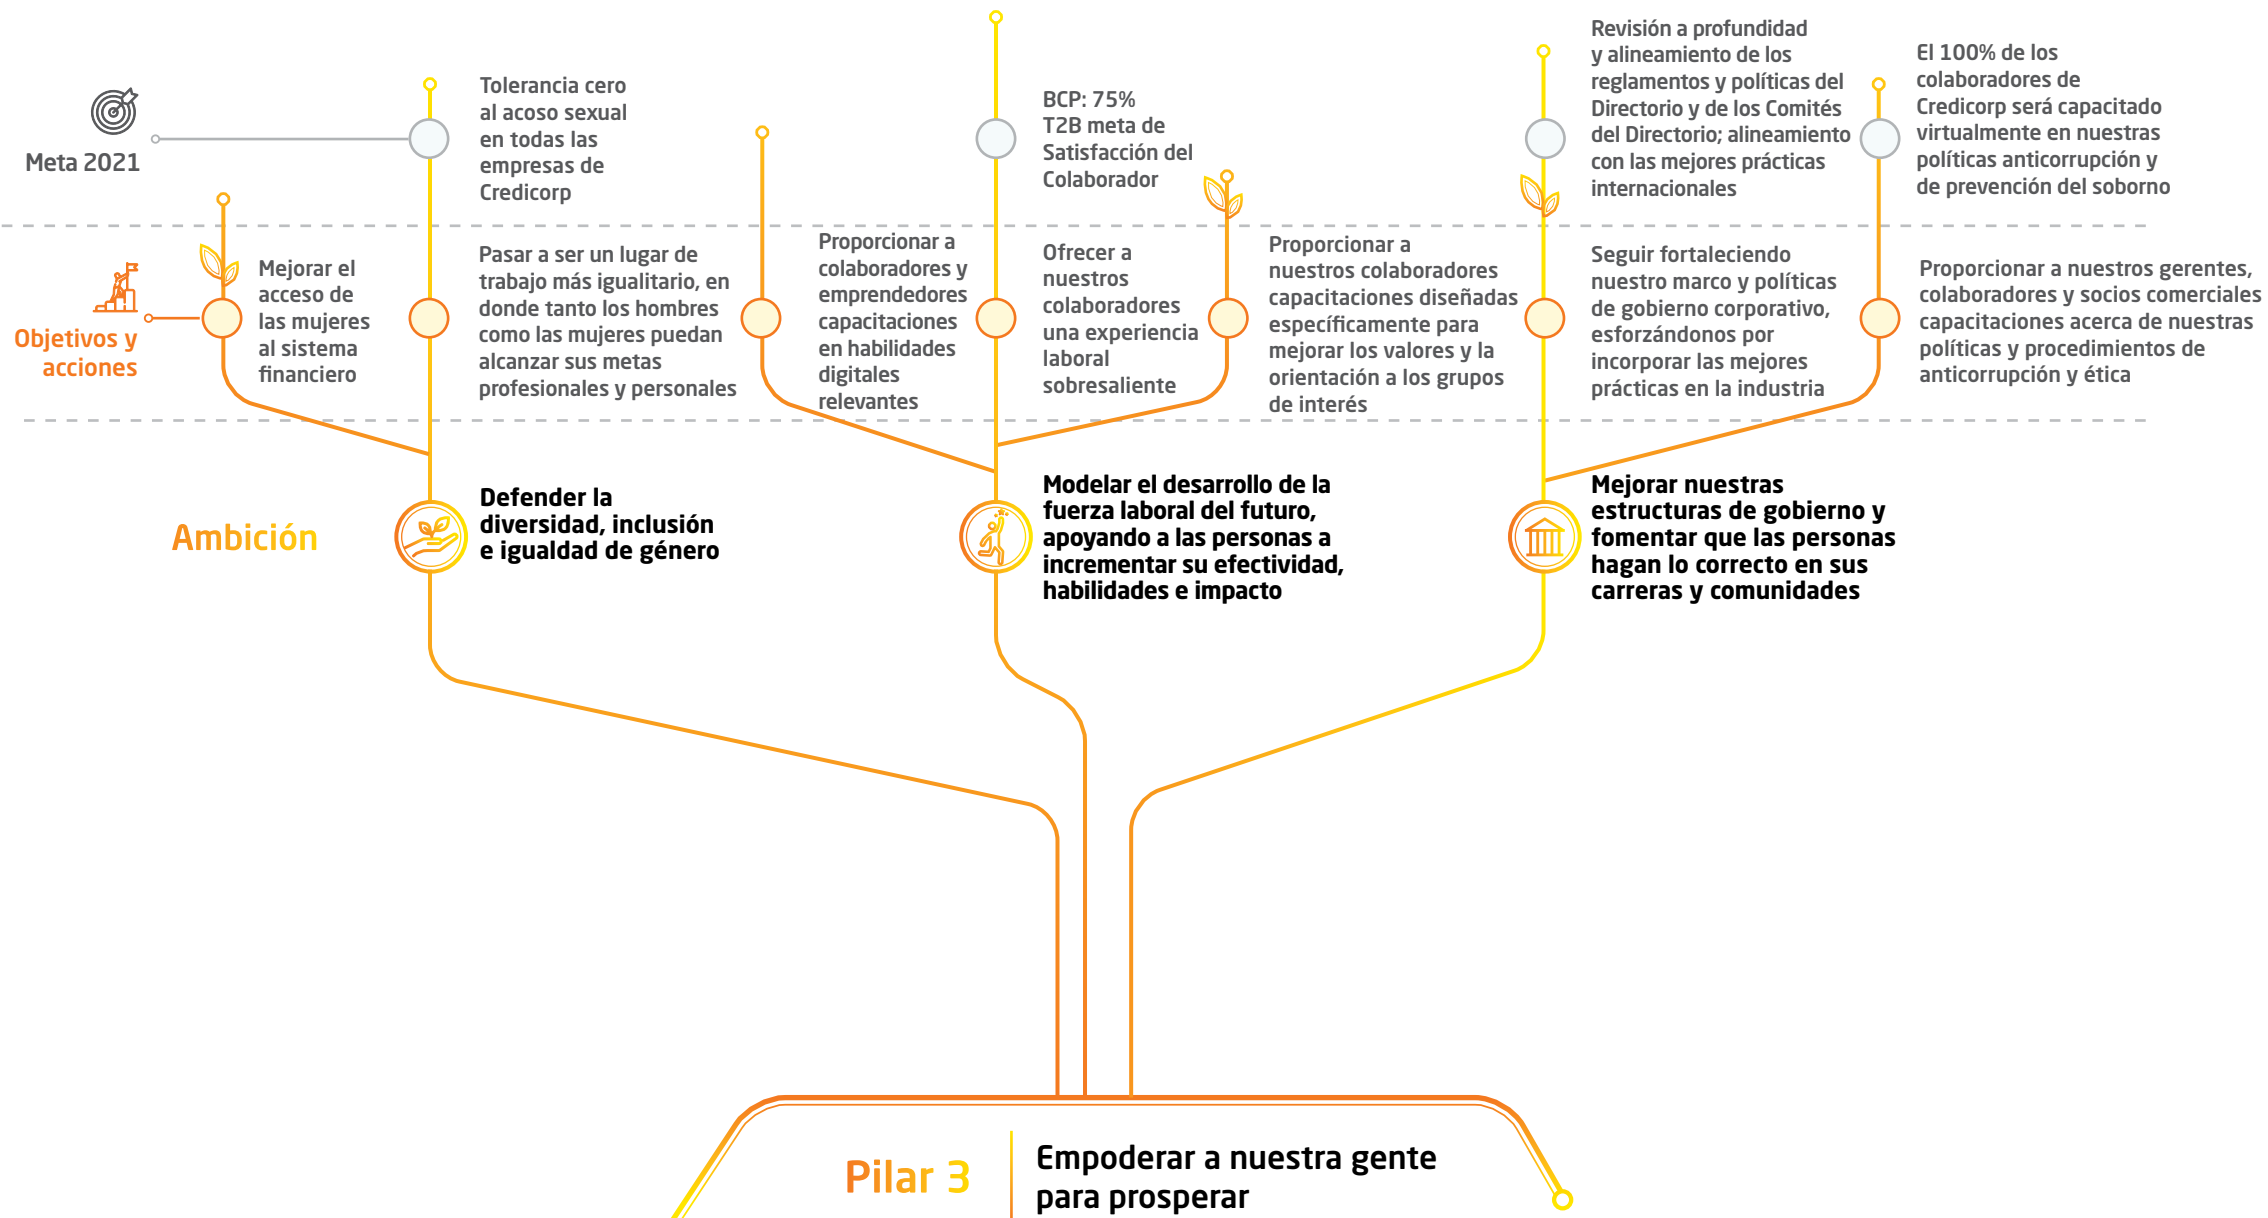 Meta 2021
Tolerancia cero
al acoso sexual
en todas las
empresas de
Credicorp
BCP: 75%
T2B meta de
Satisfacción del
Colaborador
Revisión a profundidad
y alineamiento de los
reglamentos y políticas del
Directorio y de los Comités
del Directorio; alineamiento
con las mejores prácticas
internacionales
El 100% de los
colaboradores de
Credicorp será capacitado
virtualmente en nuestras
políticas anticorrupción y
de prevención del soborno
Objetivos y
acciones
Mejorar el
acceso de
las mujeres
al sistema
financiero
Pasar a ser un lugar de
trabajo más igualitario, en
donde tanto los hombres
como las mujeres puedan
alcanzar sus metas
profesionales y personales
Proporcionar a
colaboradores y
emprendedores
capacitaciones
en habilidades
digitales
relevantes
Ofrecer a
nuestros
colaboradores
una experiencia
laboral
sobresaliente
Proporcionar a
nuestros colaboradores
capacitaciones diseñadas
específicamente para
mejorar los valores y la
orientación a los grupos
de interés
Seguir fortaleciendo
nuestro marco y políticas
de gobierno corporativo,
esforzándonos por
incorporar las mejores
prácticas en la industria
Proporcionar a nuestros gerentes,
colaboradores y socios comerciales
capacitaciones acerca de nuestras
políticas y procedimientos de
anticorrupción y ética
Ambición
Defender la
diversidad, inclusión
e igualdad de género
Modelar el desarrollo de la
fuerza laboral del futuro,
apoyando a las personas a
incrementar su efectividad,
habilidades e impacto
Mejorar nuestras
estructuras de gobierno y
fomentar que las personas
hagan lo correcto en sus
carreras y comunidades
Pilar 3
Empoderar a nuestra gente
para prosperar